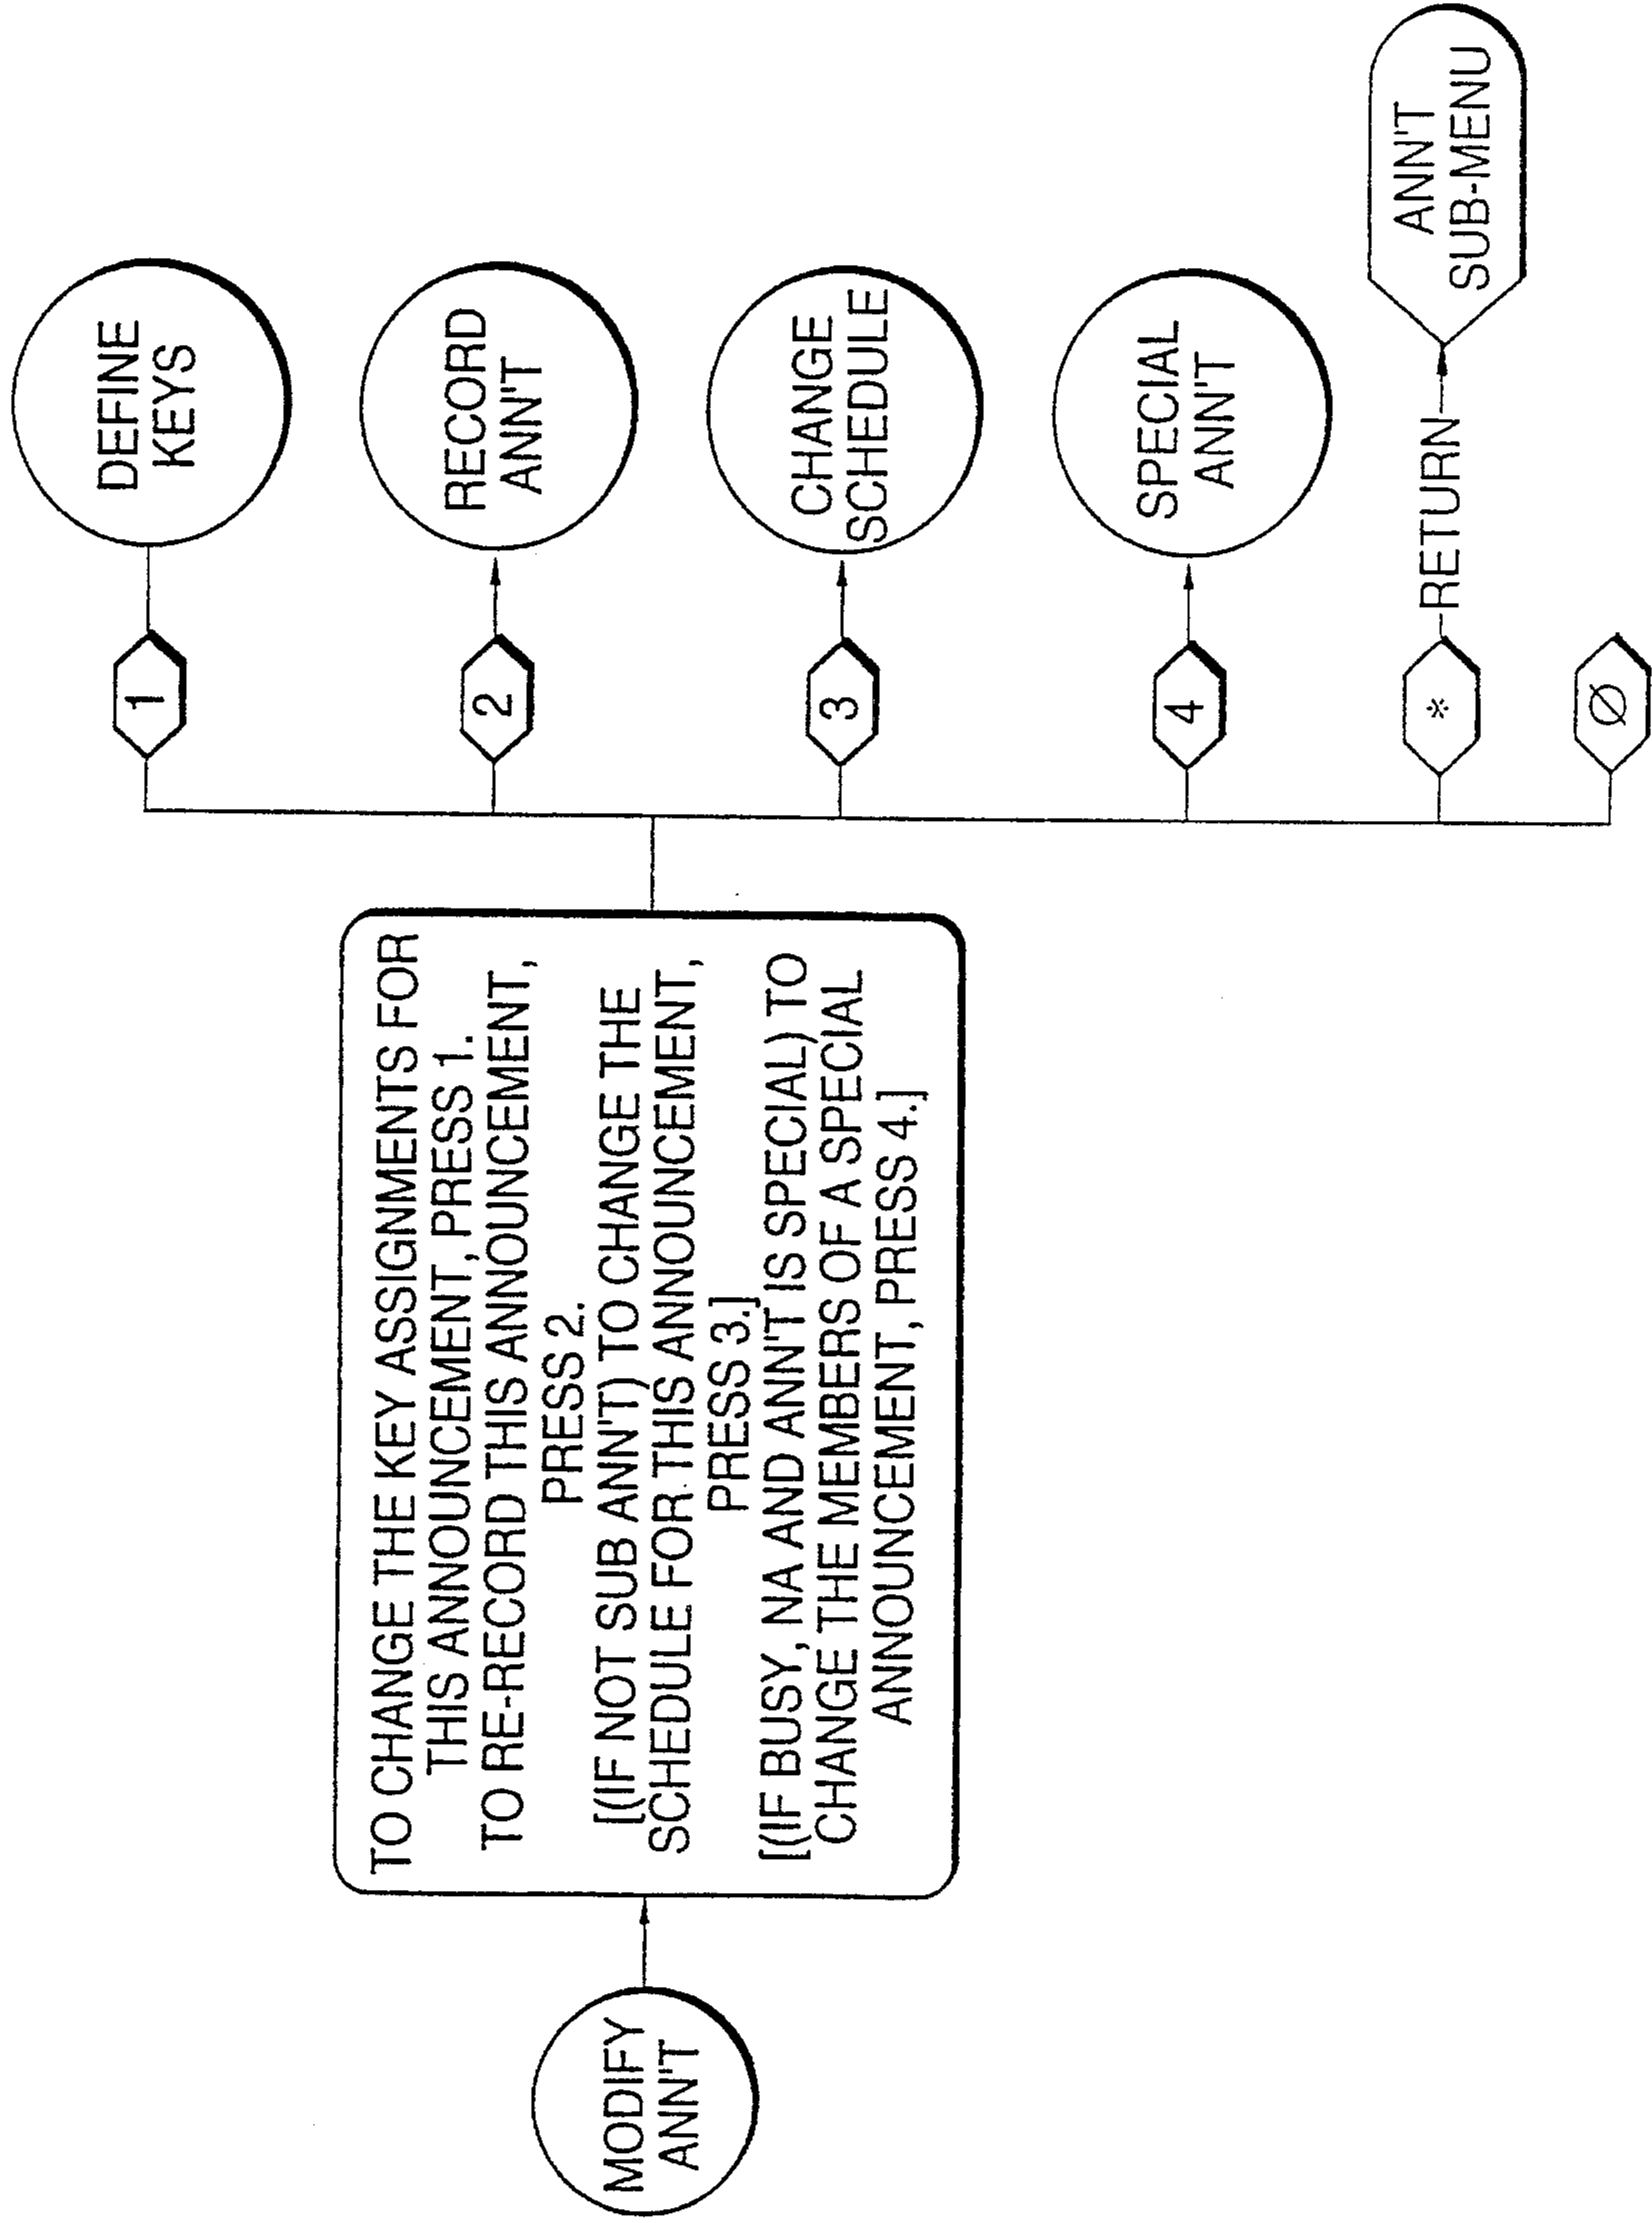 MODIFY
ANN'T
TO CHANGE THE KEY ASSIGNMENTS FOR
THIS ANNOUNCEMENT, PRESS 1.
TO RE-RECORD THIS ANNOUNCEMENT,
PRESS 2.
[(IF NOT SUB ANN'T) TO CHANGE THE
SCHEDULE FOR THIS ANNOUNCEMENT,
PRESS 3.]
[(IF BUSY, NA AND ANN'T IS SPECIAL) TO
CHANGE THE MEMBERS OF A SPECIAL
ANNOUNCEMENT, PRESS 4.]
1
DEFINE
KEYS
2
RECORD
ANN'T
3
CHANGE
SCHEDULE
4
SPECIAL
ANN'T
*
RETURN
ANN'T
SUB-MENU
Ø